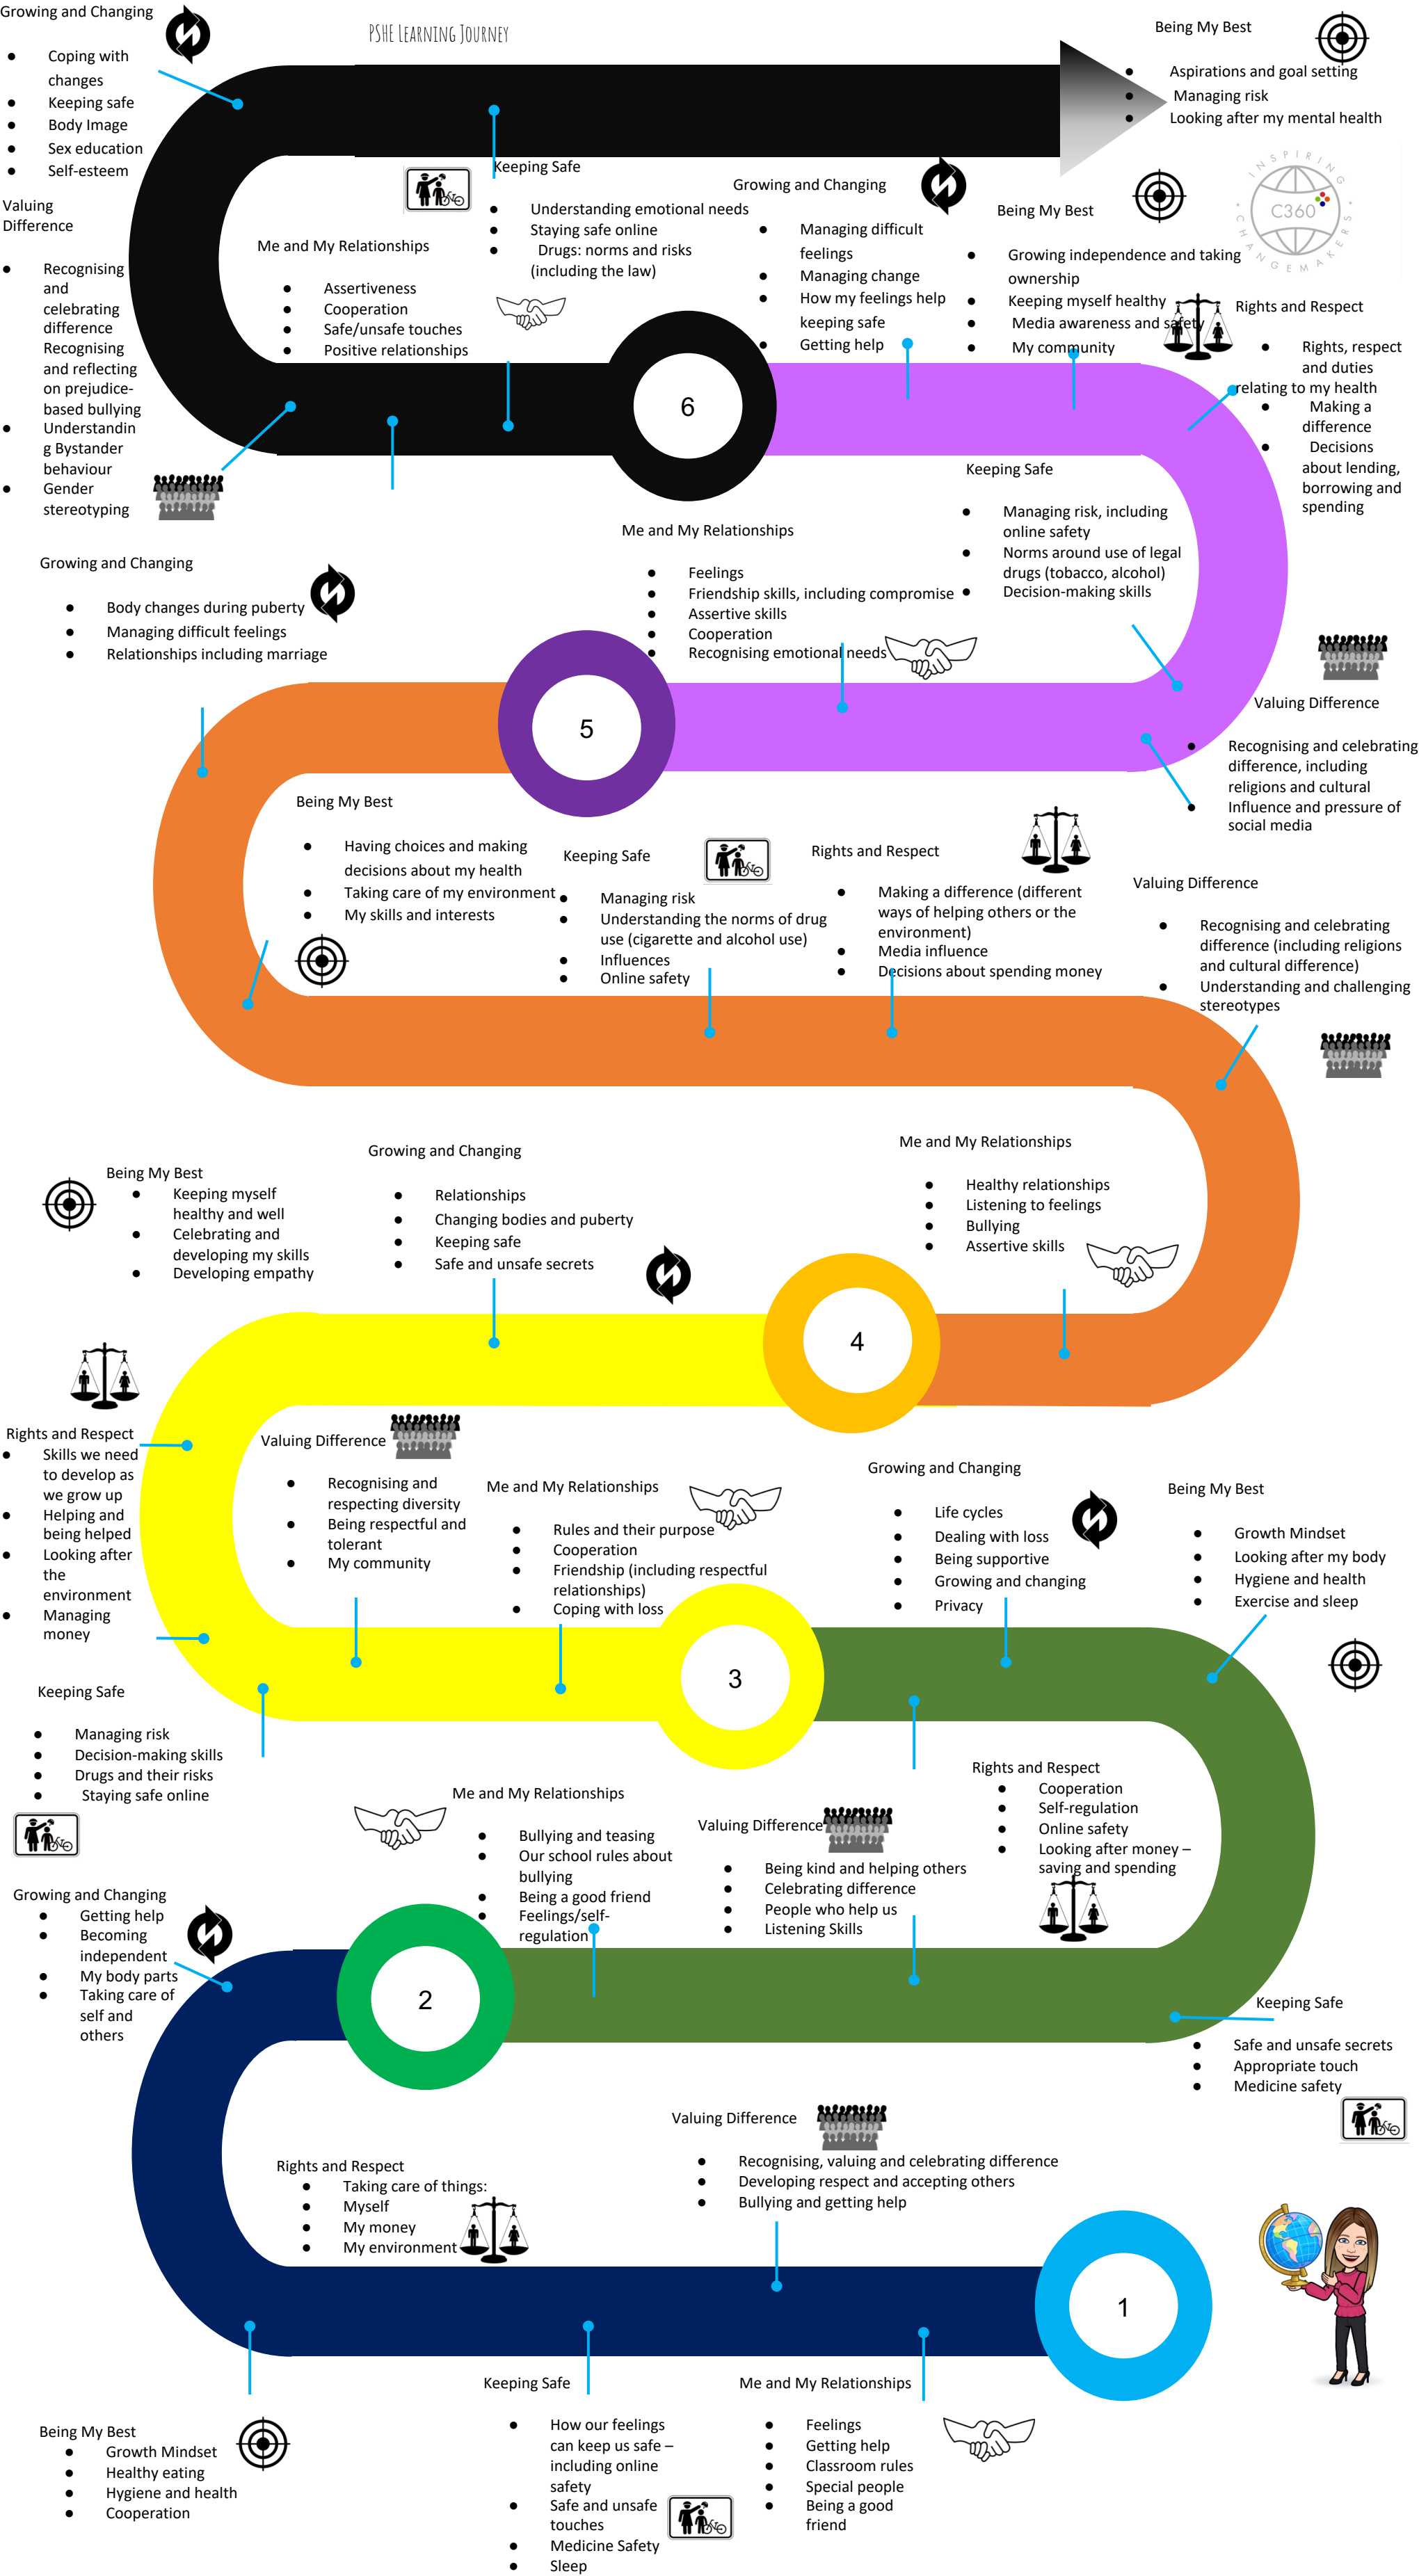 PSHE Learning Journey
Growing and Changing
● Coping with
changes
● Keeping safe
● Body Image
● Sex education
● Self-esteem
Being My Best
● Aspirations and goal setting
● Managing risk
● Looking after my mental health
INSPIRING
C360
CHANGEMAKERS
Valuing
Difference
● Recognising
and
celebrating
difference
Recognising
and reflecting
on prejudice-
based bullying
● Understandin
g Bystander
behaviour
● Gender
stereotyping
Me and My Relationships
● Assertiveness
● Cooperation
● Safe/unsafe touches
● Positive relationships
Keeping Safe
● Understanding emotional needs
● Staying safe online
● Drugs: norms and risks
(including the law)
Growing and Changing
● Managing difficult
feelings
● Managing change
● How my feelings help
keeping safe
● Getting help
Being My Best
● Growing independence and taking
ownership
● Keeping myself healthy
● Media awareness and safety
● My community
Rights and Respect
● Rights, respect
and duties
relating to my health
● Making a
difference
● Decisions
about lending,
borrowing and
spending
6
Keeping Safe
● Managing risk, including
online safety
● Norms around use of legal
drugs (tobacco, alcohol)
● Decision-making skills
Me and My Relationships
● Feelings
● Friendship skills, including compromise
● Assertive skills
● Cooperation
● Recognising emotional needs
Growing and Changing
● Body changes during puberty
● Managing difficult feelings
● Relationships including marriage
5
Valuing Difference
● Recognising and celebrating
difference, including
religions and cultural
● Influence and pressure of
social media
Being My Best
● Having choices and making
decisions about my health
● Taking care of my environment
● My skills and interests
Keeping Safe
● Managing risk
● Understanding the norms of drug
use (cigarette and alcohol use)
● Influences
● Online safety
Rights and Respect
● Making a difference (different
ways of helping others or the
environment)
● Media influence
● Decisions about spending money
Valuing Difference
● Recognising and celebrating
difference (including religions
and cultural difference)
● Understanding and challenging
stereotypes
Being My Best
● Keeping myself
healthy and well
● Celebrating and
developing my skills
● Developing empathy
Growing and Changing
● Relationships
● Changing bodies and puberty
● Keeping safe
● Safe and unsafe secrets
Me and My Relationships
● Healthy relationships
● Listening to feelings
● Bullying
● Assertive skills
4
Rights and Respect
● Skills we need
to develop as
we grow up
● Helping and
being helped
● Looking after
the
environment
● Managing
money
Valuing Difference
● Recognising and
respecting diversity
● Being respectful and
tolerant
● My community
Me and My Relationships
● Rules and their purpose
● Cooperation
● Friendship (including respectful
relationships)
● Coping with loss
Growing and Changing
● Life cycles
● Dealing with loss
● Being supportive
● Growing and changing
● Privacy
Being My Best
● Growth Mindset
● Looking after my body
● Hygiene and health
● Exercise and sleep
3
Keeping Safe
● Managing risk
● Decision-making skills
● Drugs and their risks
● Staying safe online
Me and My Relationships
● Bullying and teasing
● Our school rules about
bullying
● Being a good friend
● Feelings/self-
regulation
Valuing Difference
● Being kind and helping others
● Celebrating difference
● People who help us
● Listening Skills
Rights and Respect
● Cooperation
● Self-regulation
● Online safety
● Looking after money –
saving and spending
Growing and Changing
● Getting help
● Becoming
independent
● My body parts
● Taking care of
self and
others
2
Keeping Safe
● Safe and unsafe secrets
● Appropriate touch
● Medicine safety
Rights and Respect
● Taking care of things:
● Myself
● My money
● My environment
Valuing Difference
● Recognising, valuing and celebrating difference
● Developing respect and accepting others
● Bullying and getting help
1
Being My Best
● Growth Mindset
● Healthy eating
● Hygiene and health
● Cooperation
Keeping Safe
● How our feelings
can keep us safe –
including online
safety
● Safe and unsafe
touches
● Medicine Safety
● Sleep
Me and My Relationships
● Feelings
● Getting help
● Classroom rules
● Special people
● Being a good
friend